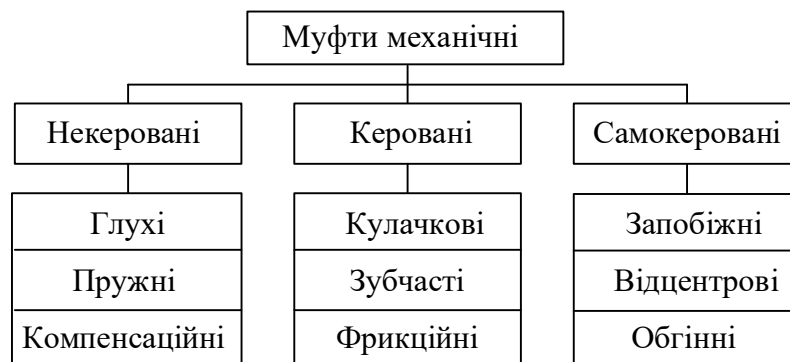 Муфти механічні
Некеровані
Керовані
Самокеровані
Глухі
Кулачкові
Запобіжні
Пружні
Зубчасті
Відцентрові
Компенсаційні
Фрикційні
Обгінні